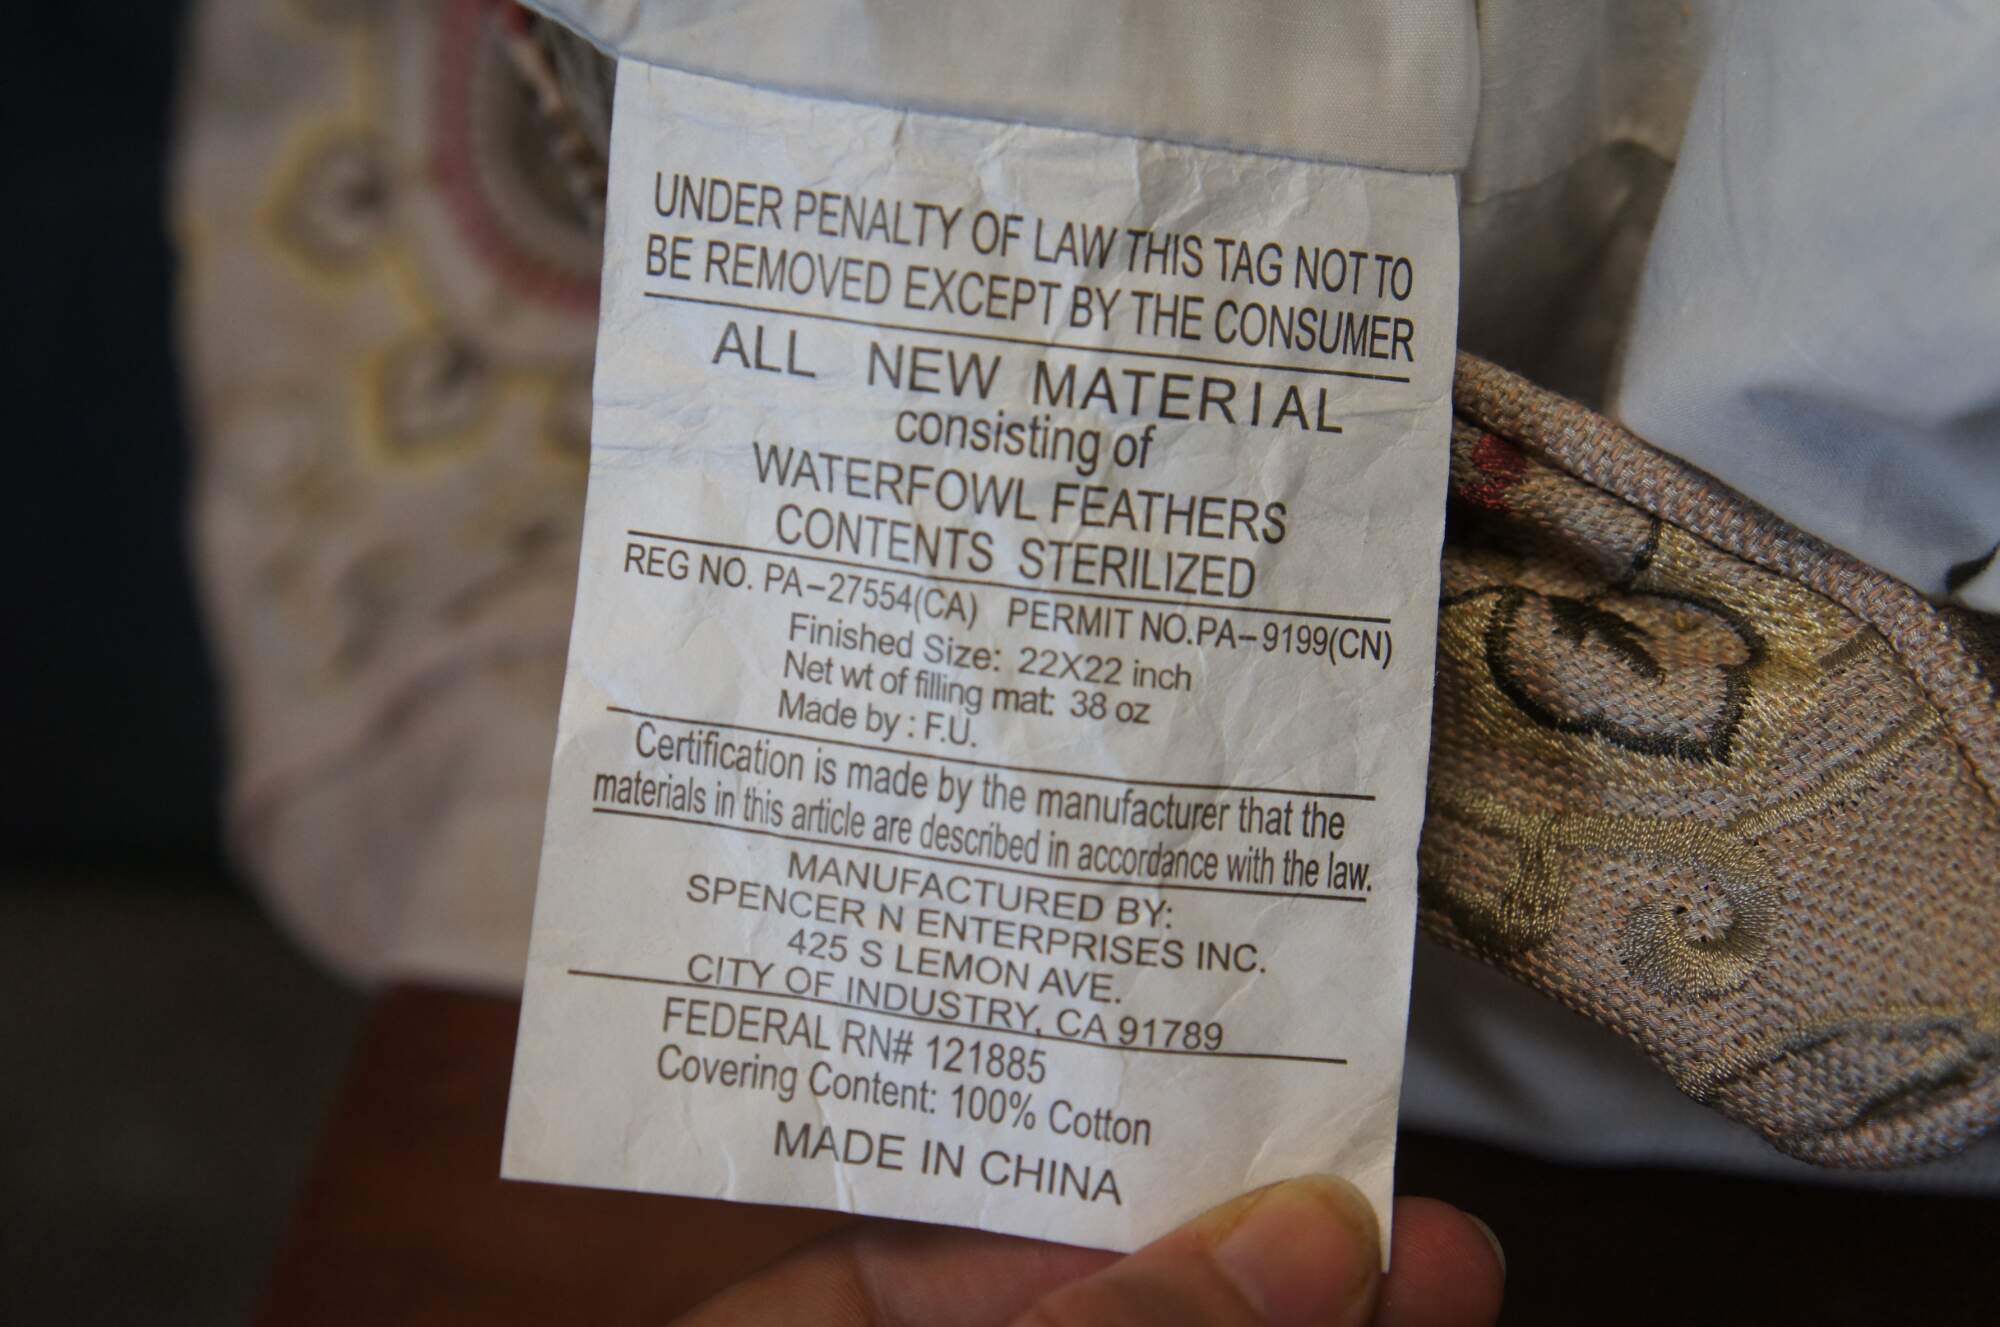 UNDER PENALTY OF LAW THIS TAG NOT TO
BE REMOVED EXCEPT BY THE CONSUMER
ALL NEW MATERIAL
consisting of
WATERFOWL FEATHERS
CONTENTS STERILIZED
REG NO. PA-27554(CA) PERMIT NO.PA-9199(CN)
Finished Size: 22X22 inch
Net wt of filling mat: 38 oz
Made by : F.U.
Certification is made by the manufacturer that the
materials in this article are described in accordance with the law.
MANUFACTURED BY:
SPENCER N ENTERPRISES INC.
425 S LEMON AVE.
CITY OF INDUSTRY, CA 91789
FEDERAL RN# 121885
Covering Content: 100% Cotton
MADE IN CHINA